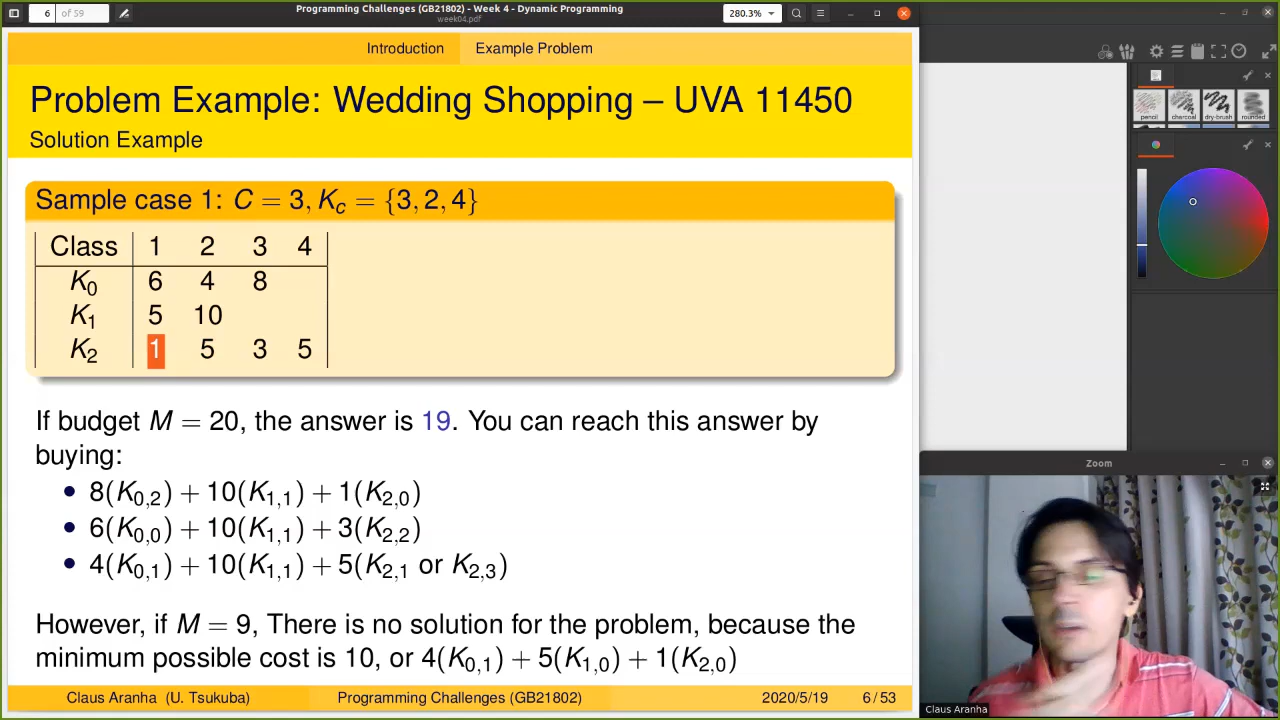 6 of 59
Programming Challenges (GB21802) - Week 4 - Dynamic Programming
week04.pdf
280.3%
Introduction Example Problem
Problem Example: Wedding Shopping – UVA 11450
Solution Example
Sample case 1: C = 3, K_c = {3, 2, 4}
Class 1 2 3 4
K_0 6 4 8
K_1 5 10
K_2 1 5 3 5
If budget M = 20, the answer is 19. You can reach this answer by
buying:
• 8(K_{0,2}) + 10(K_{1,1}) + 1(K_{2,0})
• 6(K_{0,0}) + 10(K_{1,1}) + 3(K_{2,2})
• 4(K_{0,1}) + 10(K_{1,1}) + 5(K_{2,1} or K_{2,3})
However, if M = 9, There is no solution for the problem, because the
minimum possible cost is 10, or 4(K_{0,1}) + 5(K_{1,0}) + 1(K_{2,0})
Claus Aranha (U. Tsukuba) Programming Challenges (GB21802) 2020/5/19 6 / 53
pencil charcoal dry-brush rounded
Zoom
Claus Aranha